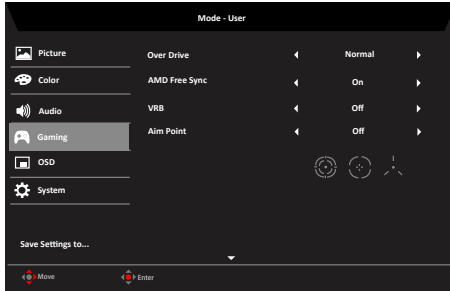 Mode - User
Picture
Color
Audio
Gaming
OSD
System
Save Settings to...
Over Drive Normal
AMD Free Sync On
VRB Off
Aim Point Off
Move Enter